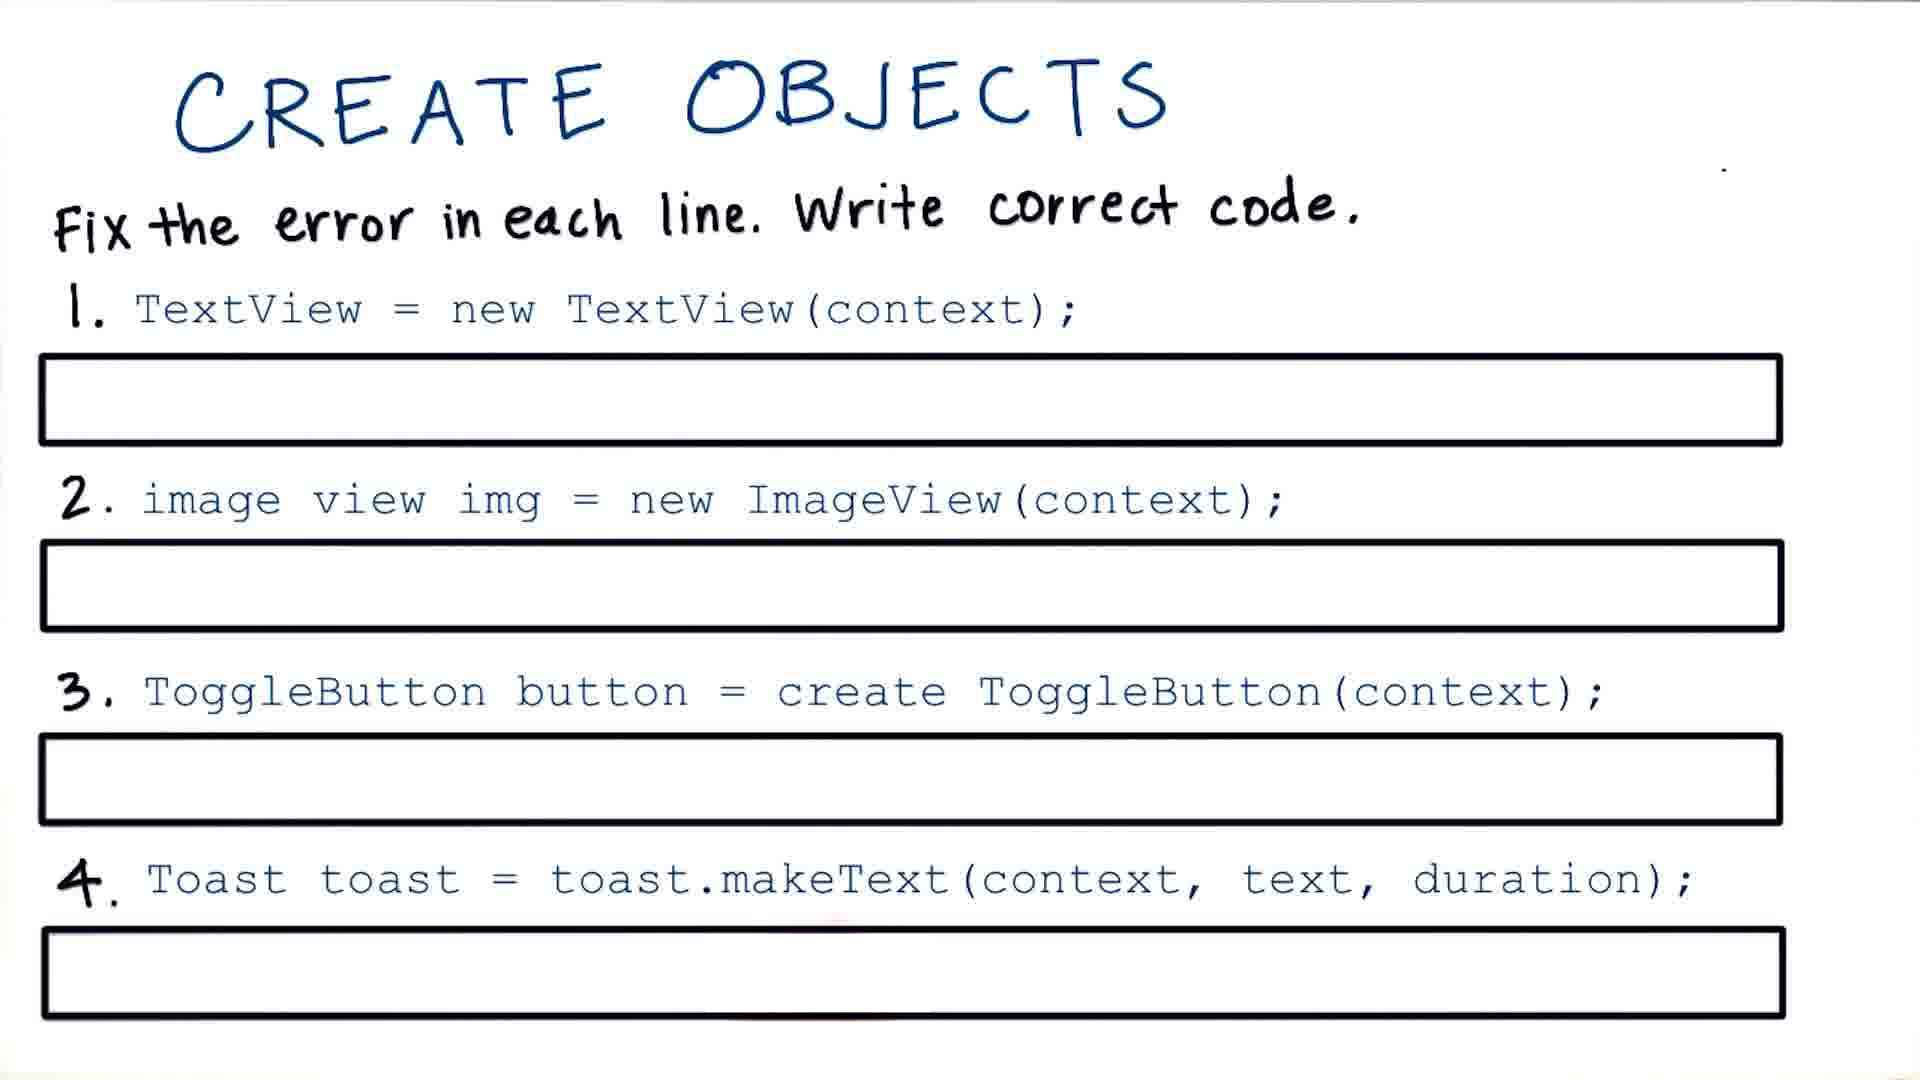 CREATE OBJECTS
Fix the error in each line. Write correct code.
1. TextView = new TextView(context);
2. image view img = new ImageView(context);
3. ToggleButton button = create ToggleButton(context);
4. Toast toast = toast.makeText(context, text, duration);